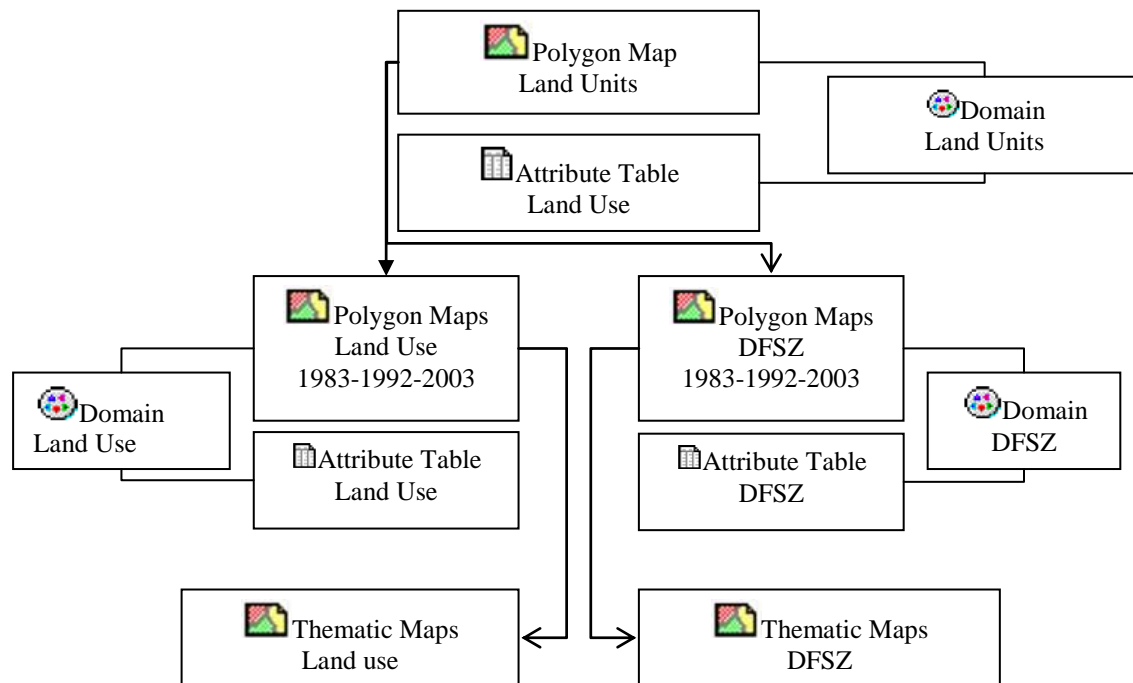 Polygon Map
Land Units
Domain
Land Units
Attribute Table
Land Use
Polygon Maps
Land Use
1983-1992-2003
Polygon Maps
DFSZ
1983-1992-2003
Domain
Land Use
Domain
DFSZ
Attribute Table
Land Use
Attribute Table
DFSZ
Thematic Maps
Land use
Thematic Maps
DFSZ